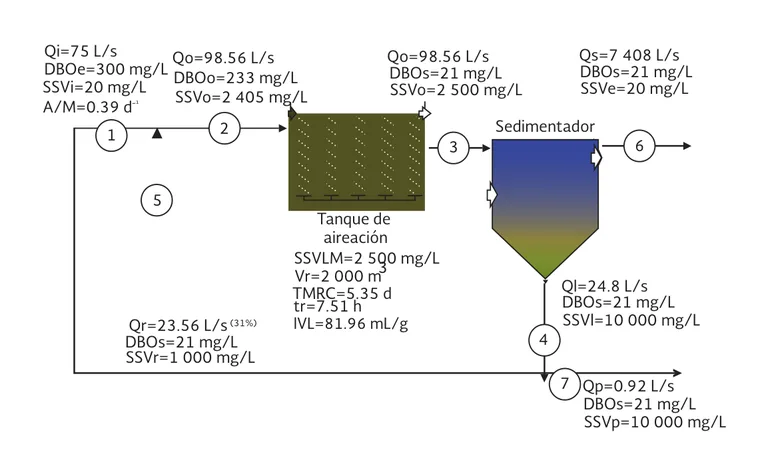 Qi=75 L/s
DBOe=300 mg/L
SSVi=20 mg/L
A/M=0.39 d⁻¹
Qo=98.56 L/s
DBOo=233 mg/L
SSVo=2 405 mg/L
Qo=98.56 L/s
DBOs=21 mg/L
SSVo=2 500 mg/L
Qs=7 408 L/s
DBOs=21 mg/L
SSVe=20 mg/L
1
2
3
Sedimentador
6
5
Tanque de
aireación
SSVLM=2 500 mg/L
Vr=2 000 m³
TMRC=5.35 d
tr=7.51 h
IVL=81.96 mL/g
Ql=24.8 L/s
DBOs=21 mg/L
SSVl=10 000 mg/L
Qr=23.56 L/s (31%)
DBOs=21 mg/L
SSVr=1 000 mg/L
4
7
Qp=0.92 L/s
DBOs=21 mg/L
SSVp=10 000 mg/L